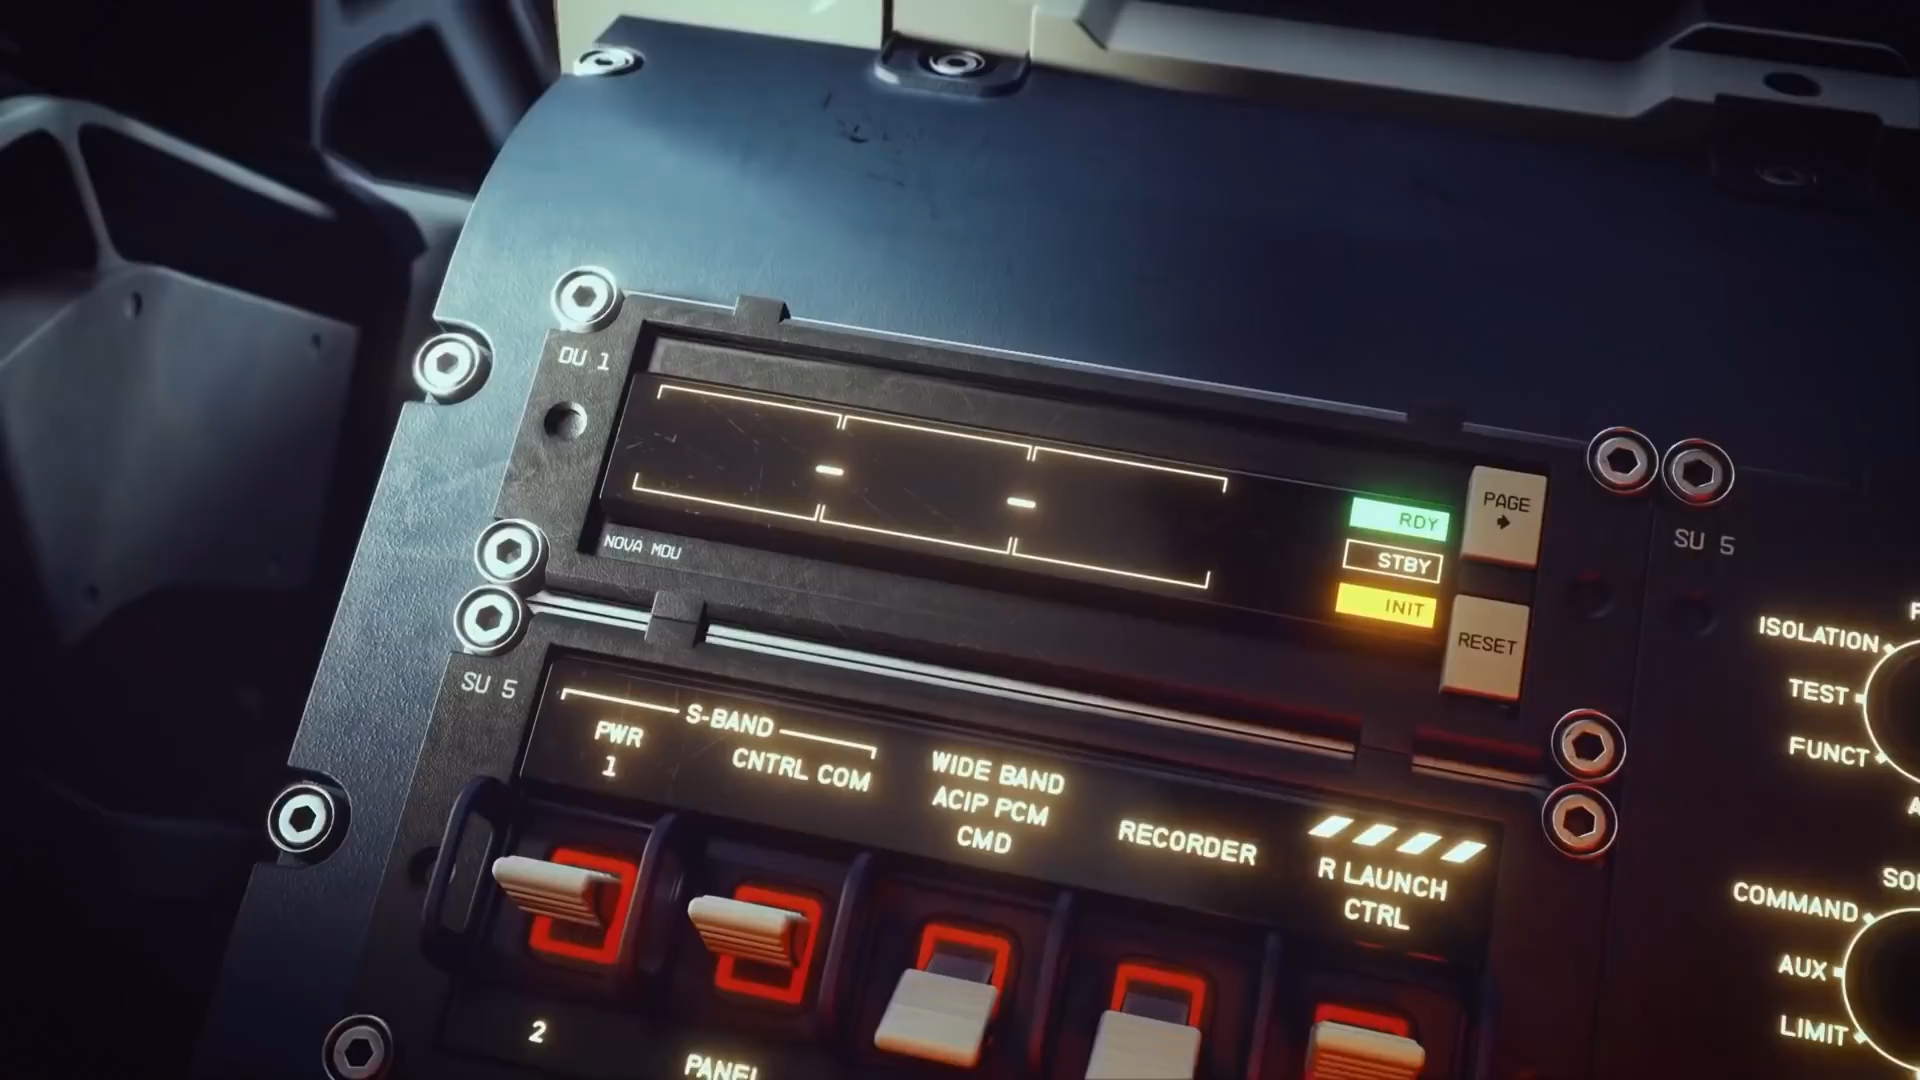 DU 1
RDY
STBY
INIT
PAGE
RESET
NOVA MDU
SU 5
SU 5
S-BAND
PWR
1
CNTRL COM
WIDE BAND
ACIP PCM
CMD
RECORDER
R LAUNCH
CTRL
2
PANEL
ISOLATION
TEST
FUNCT
COMMAND
AUX
LIMIT